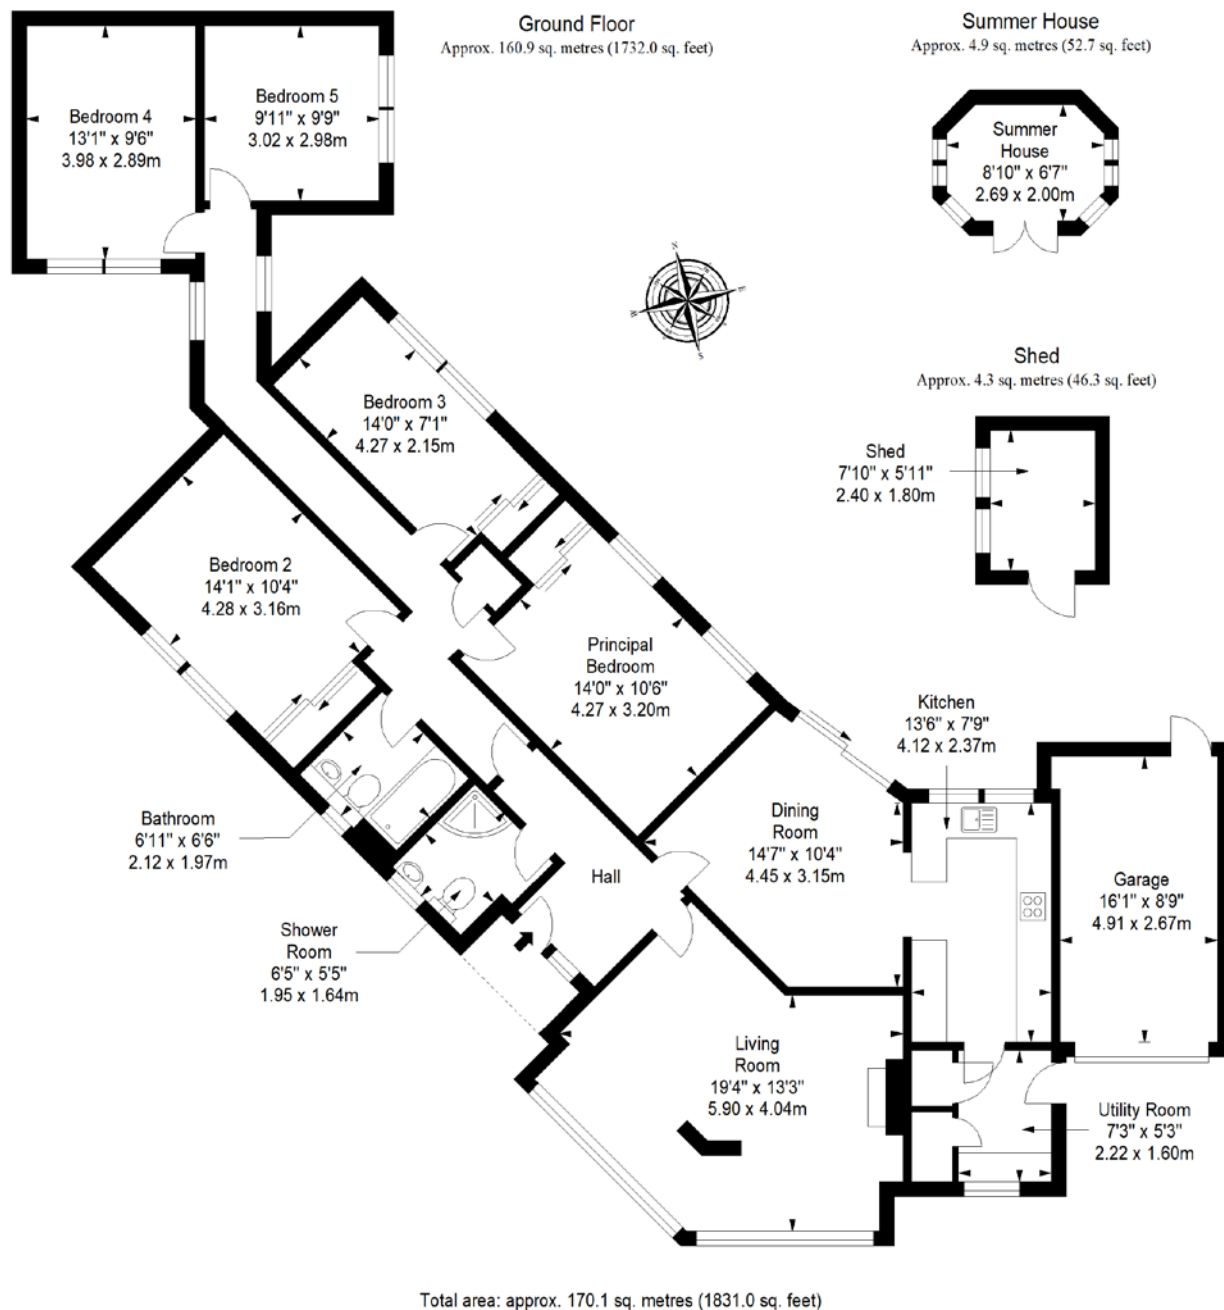 Ground Floor
Approx. 160.9 sq. metres (1732.0 sq. feet)
Summer House
Approx. 4.9 sq. metres (52.7 sq. feet)
Bedroom 4
13'1" x 9'6"
3.98 x 2.89m
Bedroom 5
9'11" x 9'9"
3.02 x 2.98m
Summer
House
8'10" x 6'7"
2.69 x 2.00m
N
E
S
W
Shed
Approx. 4.3 sq. metres (46.3 sq. feet)
Shed
7'10" x 5'11"
2.40 x 1.80m
Bedroom 3
14'0" x 7'1"
4.27 x 2.15m
Bedroom 2
14'1" x 10'4"
4.28 x 3.16m
Principal
Bedroom
14'0" x 10'6"
4.27 x 3.20m
Kitchen
13'6" x 7'9"
4.12 x 2.37m
Bathroom
6'11" x 6'6"
2.12 x 1.97m
Dining
Room
14'7" x 10'4"
4.45 x 3.15m
Hall
Garage
16'1" x 8'9"
4.91 x 2.67m
Shower
Room
6'5" x 5'5"
1.95 x 1.64m
Living
Room
19'4" x 13'3"
5.90 x 4.04m
Utility Room
7'3" x 5'3"
2.22 x 1.60m
Total area: approx. 170.1 sq. metres (1831.0 sq. feet)